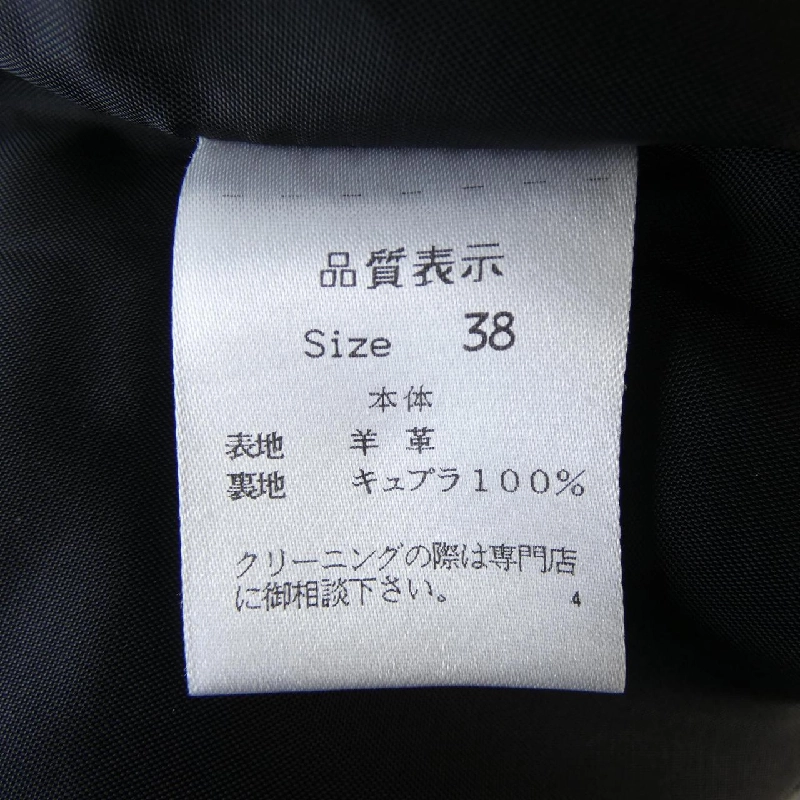 品質表示
Size 38
本体
表地 羊革
裏地 キュプラ100%
クリーニングの際は専門店
に御相談下さい。 4